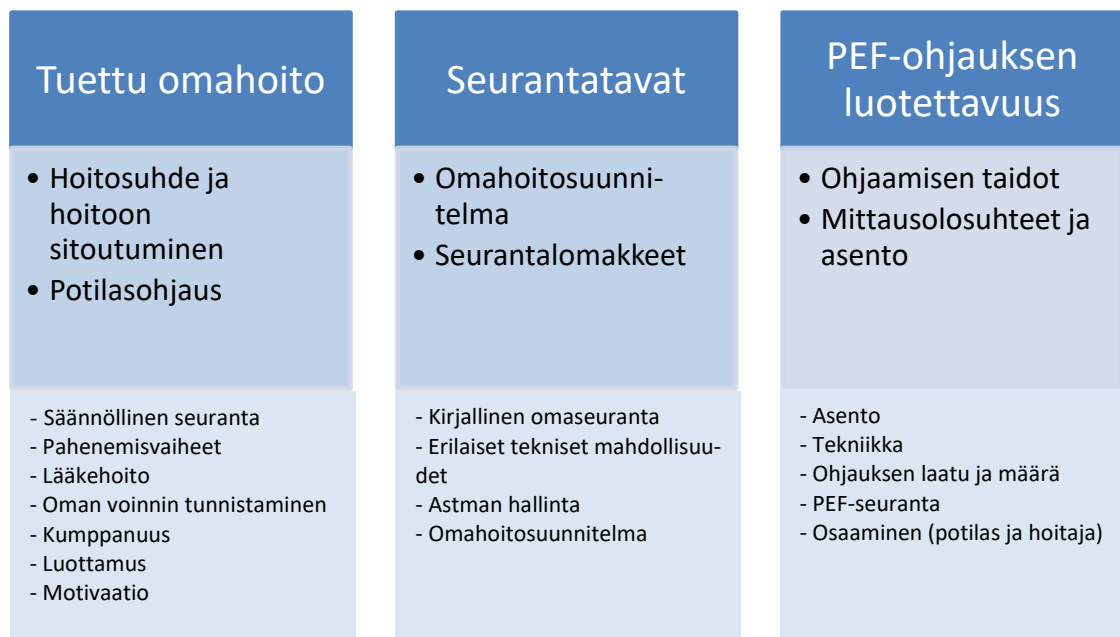 Tuettu omahoito
• Hoitosuhde ja
hoitoon
sitoutuminen
• Potilasohjaus
- Säännöllinen seuranta
- Pahenemisvaiheet
- Lääkehoito
- Oman voinnin tunnistaminen
- Kumppanuus
- Luottamus
- Motivaatio
Seurantatavat
• Omahoitosuunni-
telma
• Seurantalomakkeet
- Kirjallinen omaseuranta
- Erilaiset tekniset mahdollisuu-
det
- Astman hallinta
- Omahoitosuunnitelma
PEF-ohjauksen
luotettavuus
• Ohjaamisen taidot
• Mittausolosuhteet ja
asento
- Asento
- Tekniikka
- Ohjauksen laatu ja määrä
- PEF-seuranta
- Osaaminen (potilas ja hoitaja)